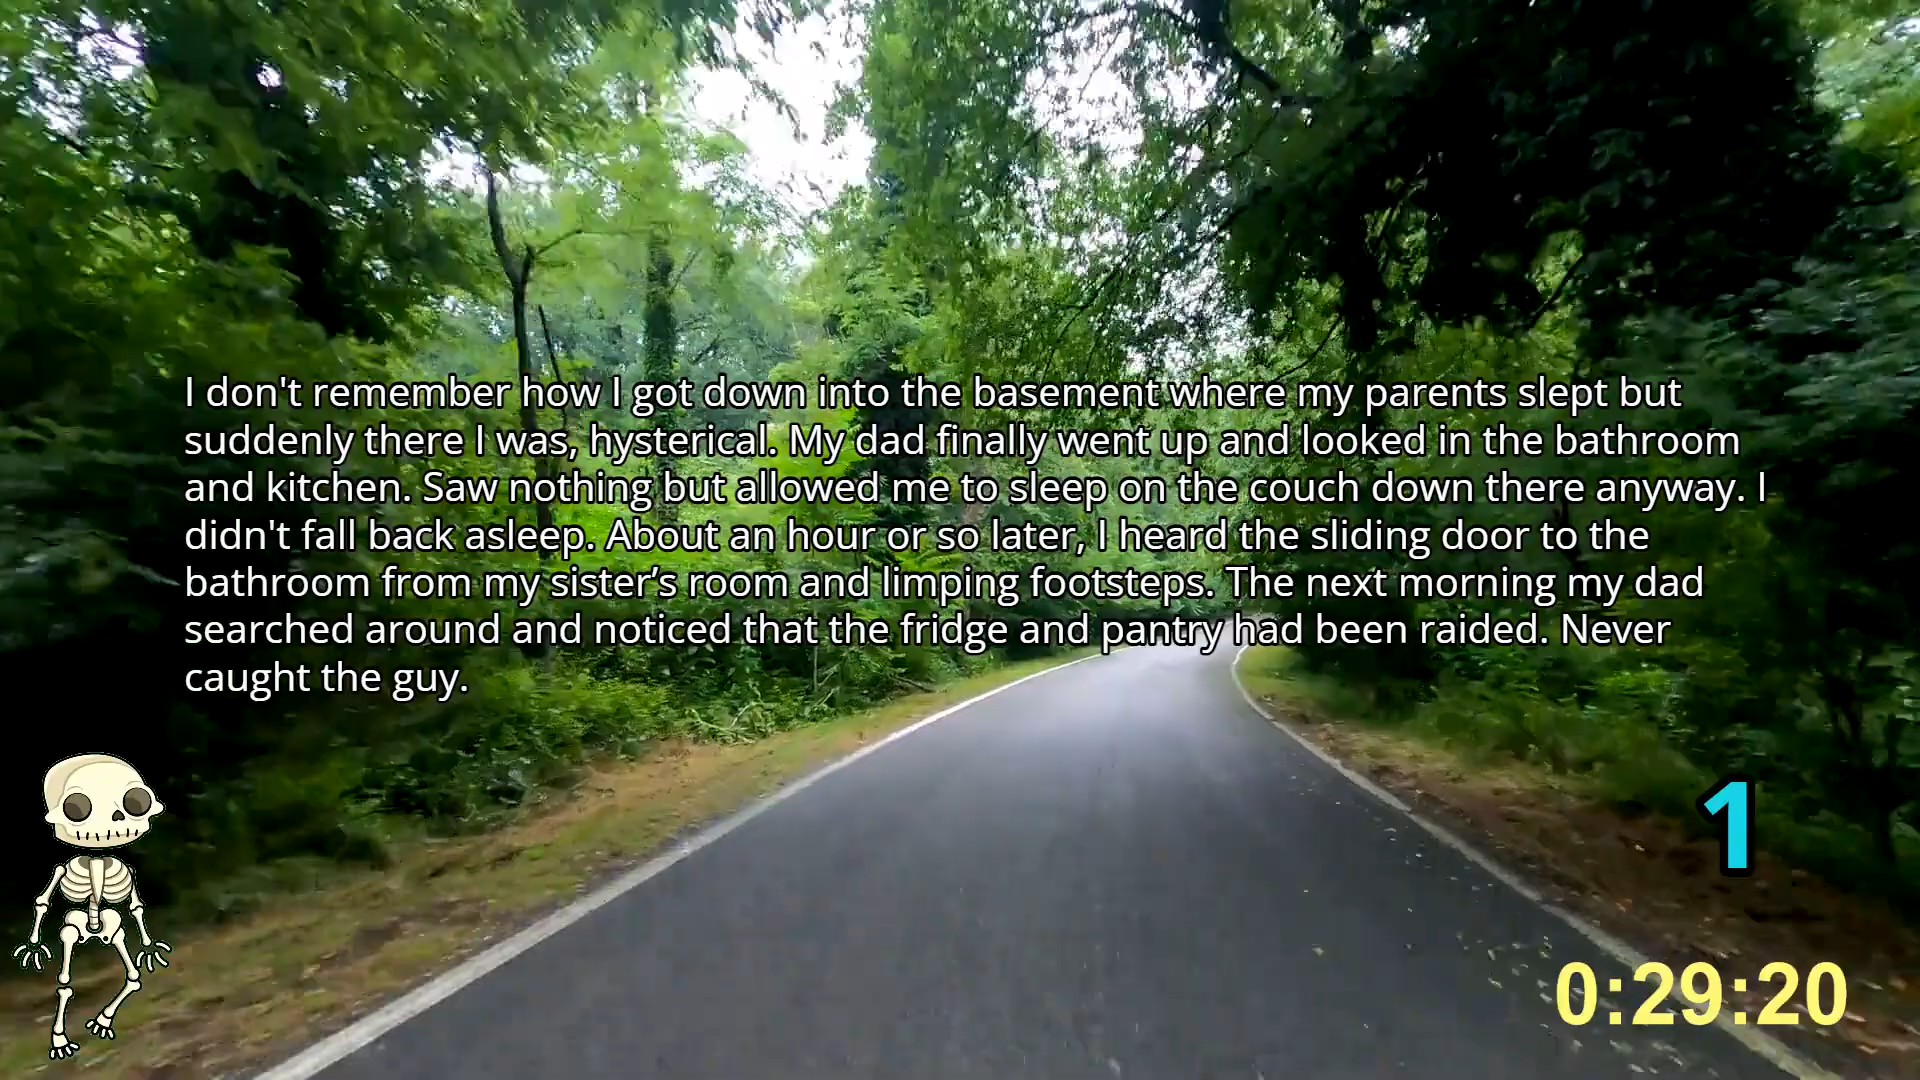 I don't remember how I got down into the basement where my parents slept but
suddenly there I was, hysterical. My dad finally went up and looked in the bathroom
and kitchen. Saw nothing but allowed me to sleep on the couch down there anyway. I
didn't fall back asleep. About an hour or so later, I heard the sliding door to the
bathroom from my sister’s room and limping footsteps. The next morning my dad
searched around and noticed that the fridge and pantry had been raided. Never
caught the guy.
1
0:29:20